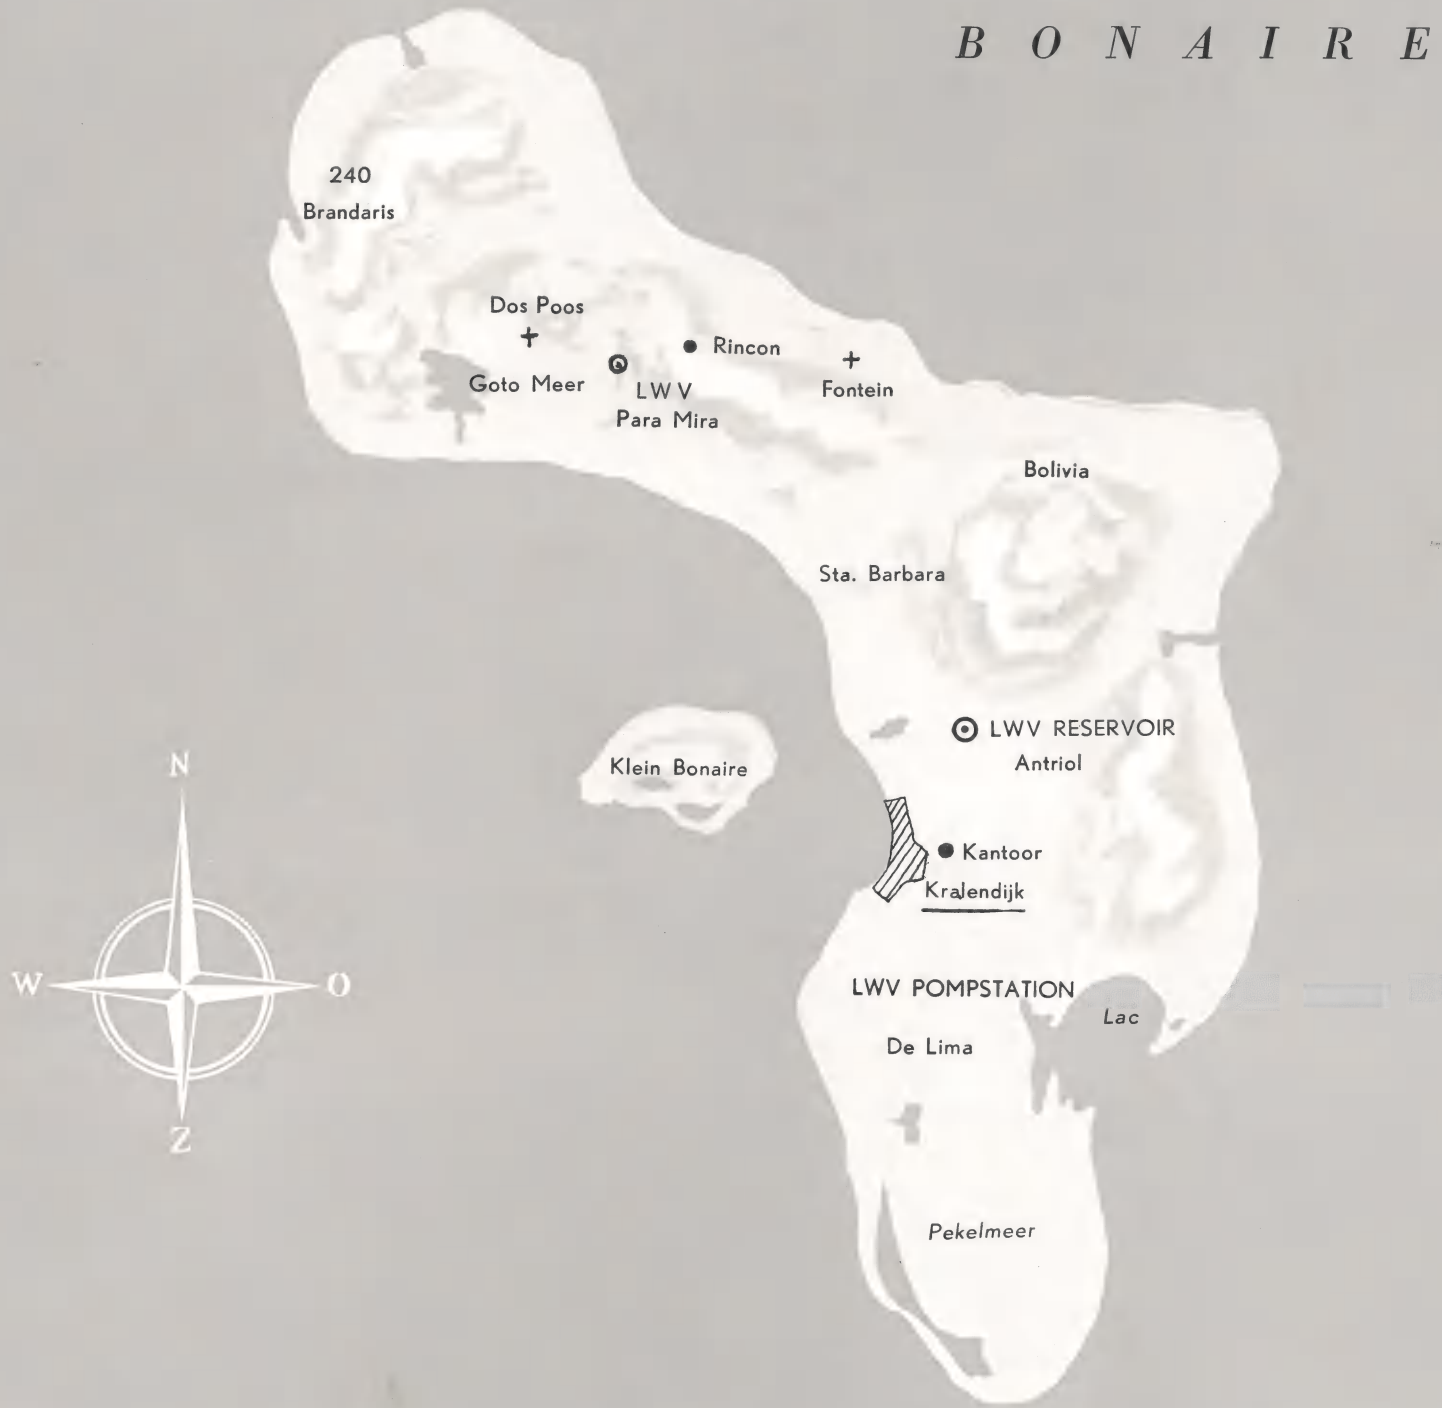 BONAIRE
240
Brandaris
Dos Poos
Rincon
Goto Meer
LWV
Para Mira
Fontein
Bolivia
Sta. Barbara
LWV RESERVOIR
Antriol
Klein Bonaire
Kantoor
Kralendijk
N
W
O
Z
LWV POMPSTATION
Lac
De Lima
Pekelmeer